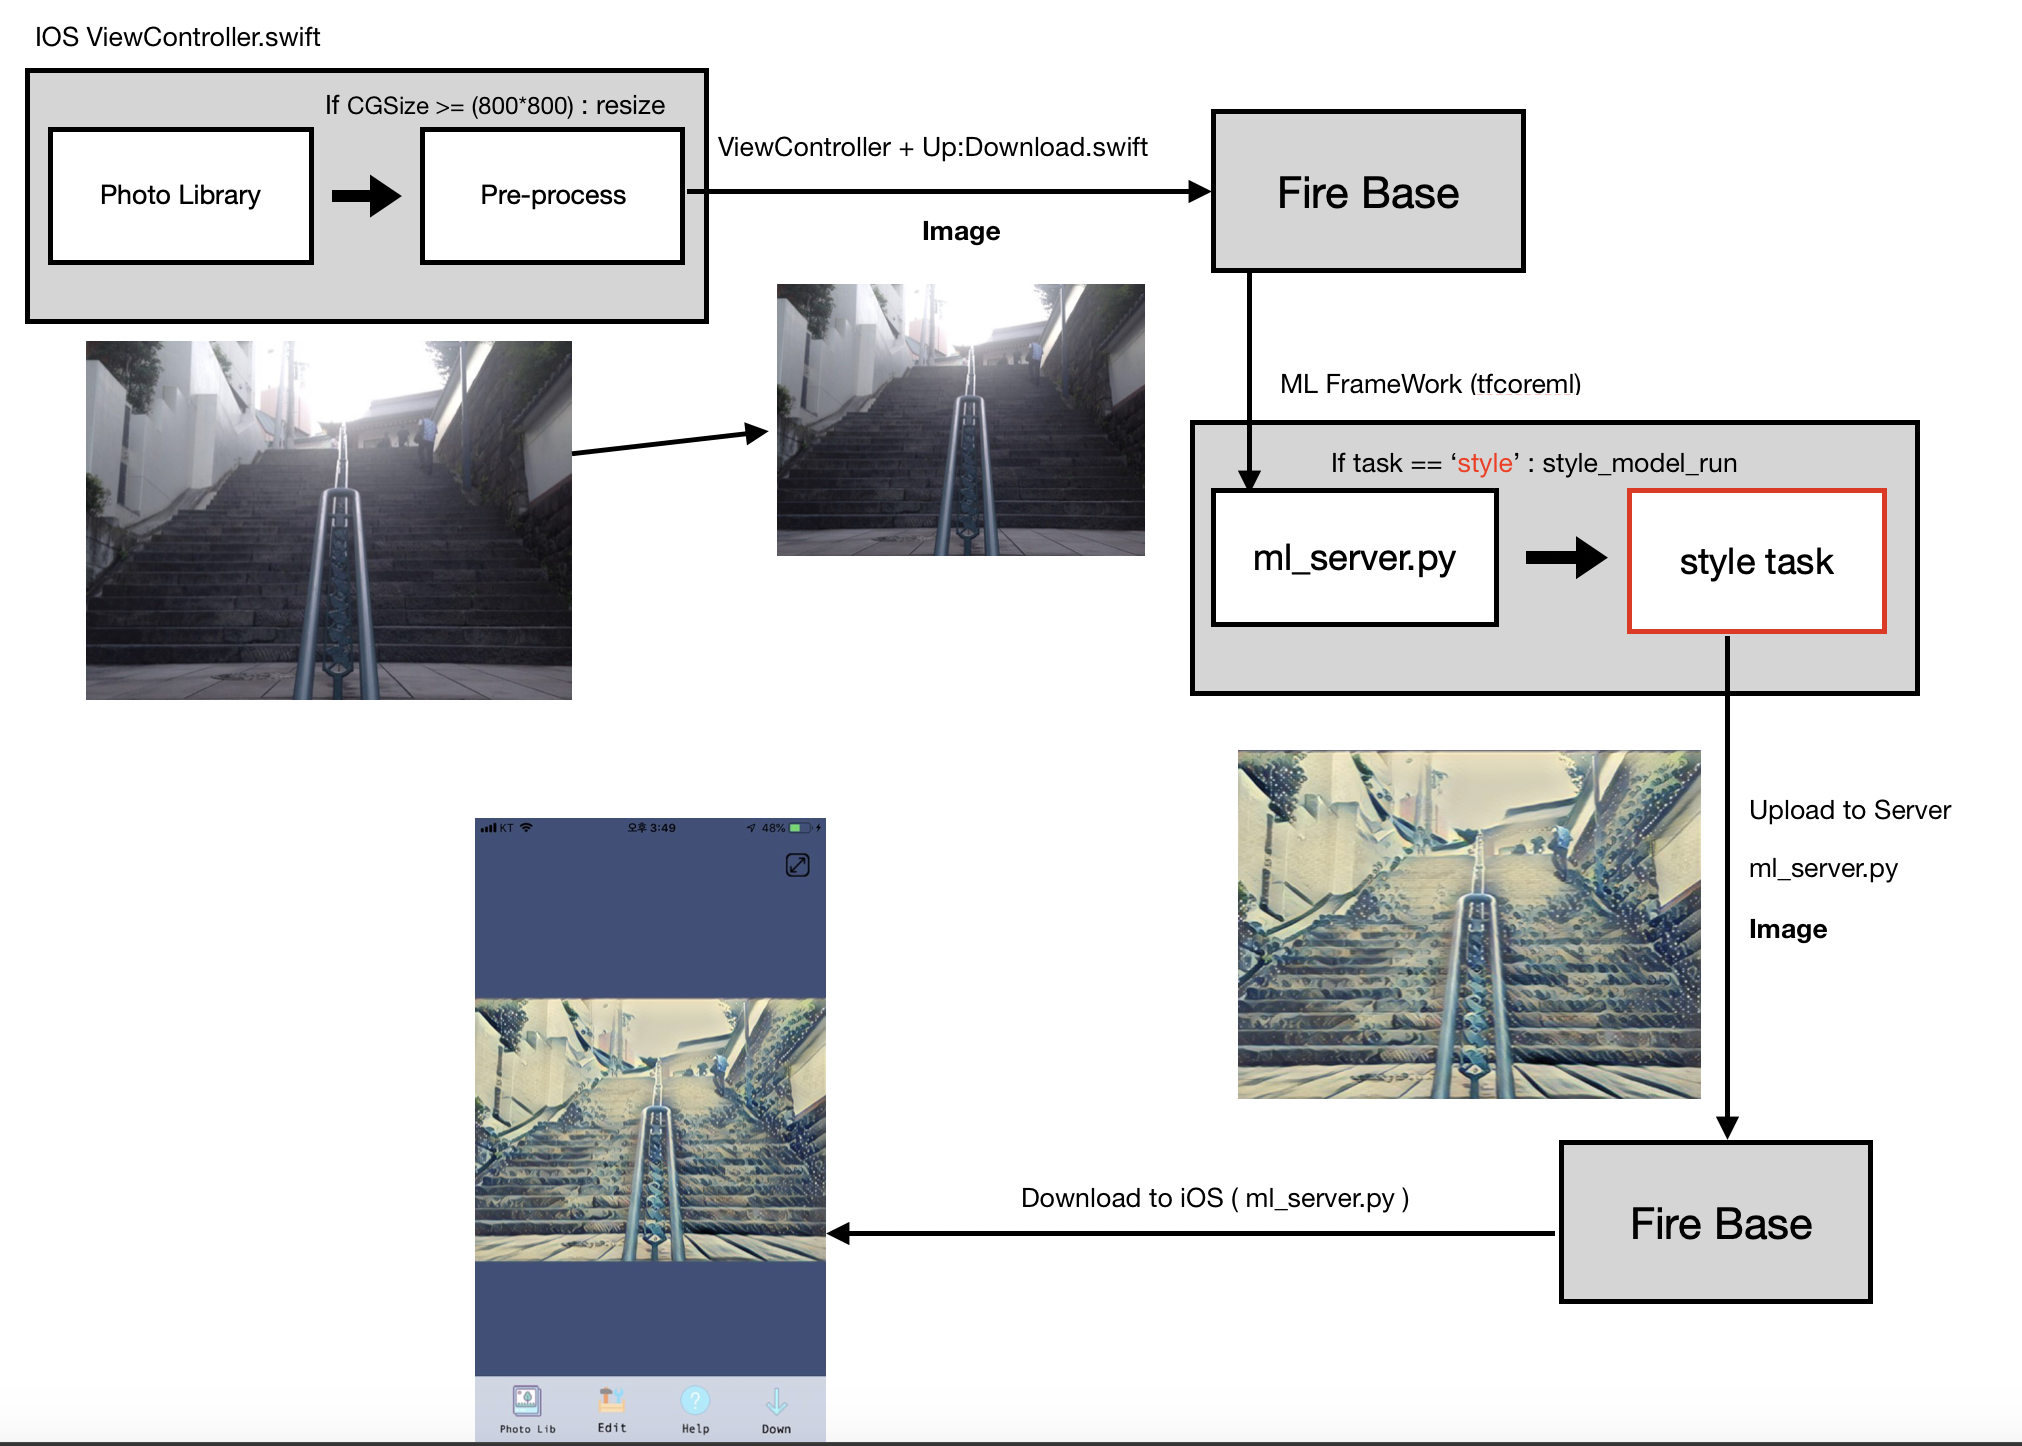 IOS ViewController.swift
If CGSize >= (800*800) : resize
Photo Library
Pre-process
ViewController + Up:Download.swift
Image
Fire Base
ML FrameWork (tfcoreml)
If task == ‘style’ : style_model_run
ml_server.py
style task
Upload to Server
ml_server.py
Image
Fire Base
Download to iOS ( ml_server.py )
KT
오후 3:49
48%
Photo Lib
Edit
?
Help
Down